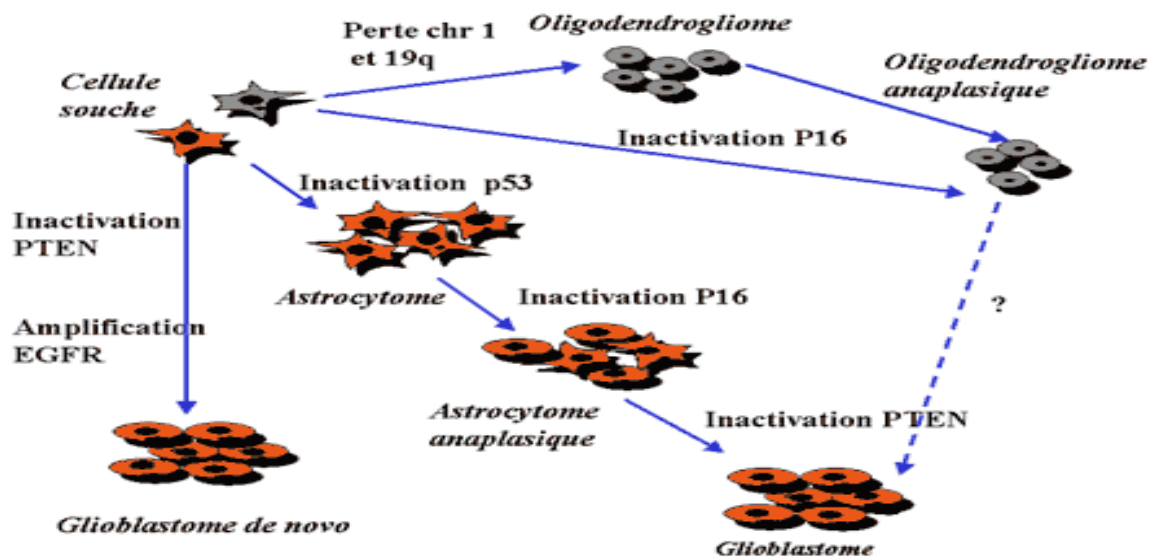 Perte chr 1
et 19q
Oligodendrogliome
Oligodendrogliome
anaplasique
Cellule
souche
Inactivation P16
Inactivation p53
Inactivation
PTEN
Astrocytome
Inactivation P16
?
Amplification
EGFR
Astrocytome
anaplasique
Inactivation PTEN
Glioblastome de novo
Glioblastome